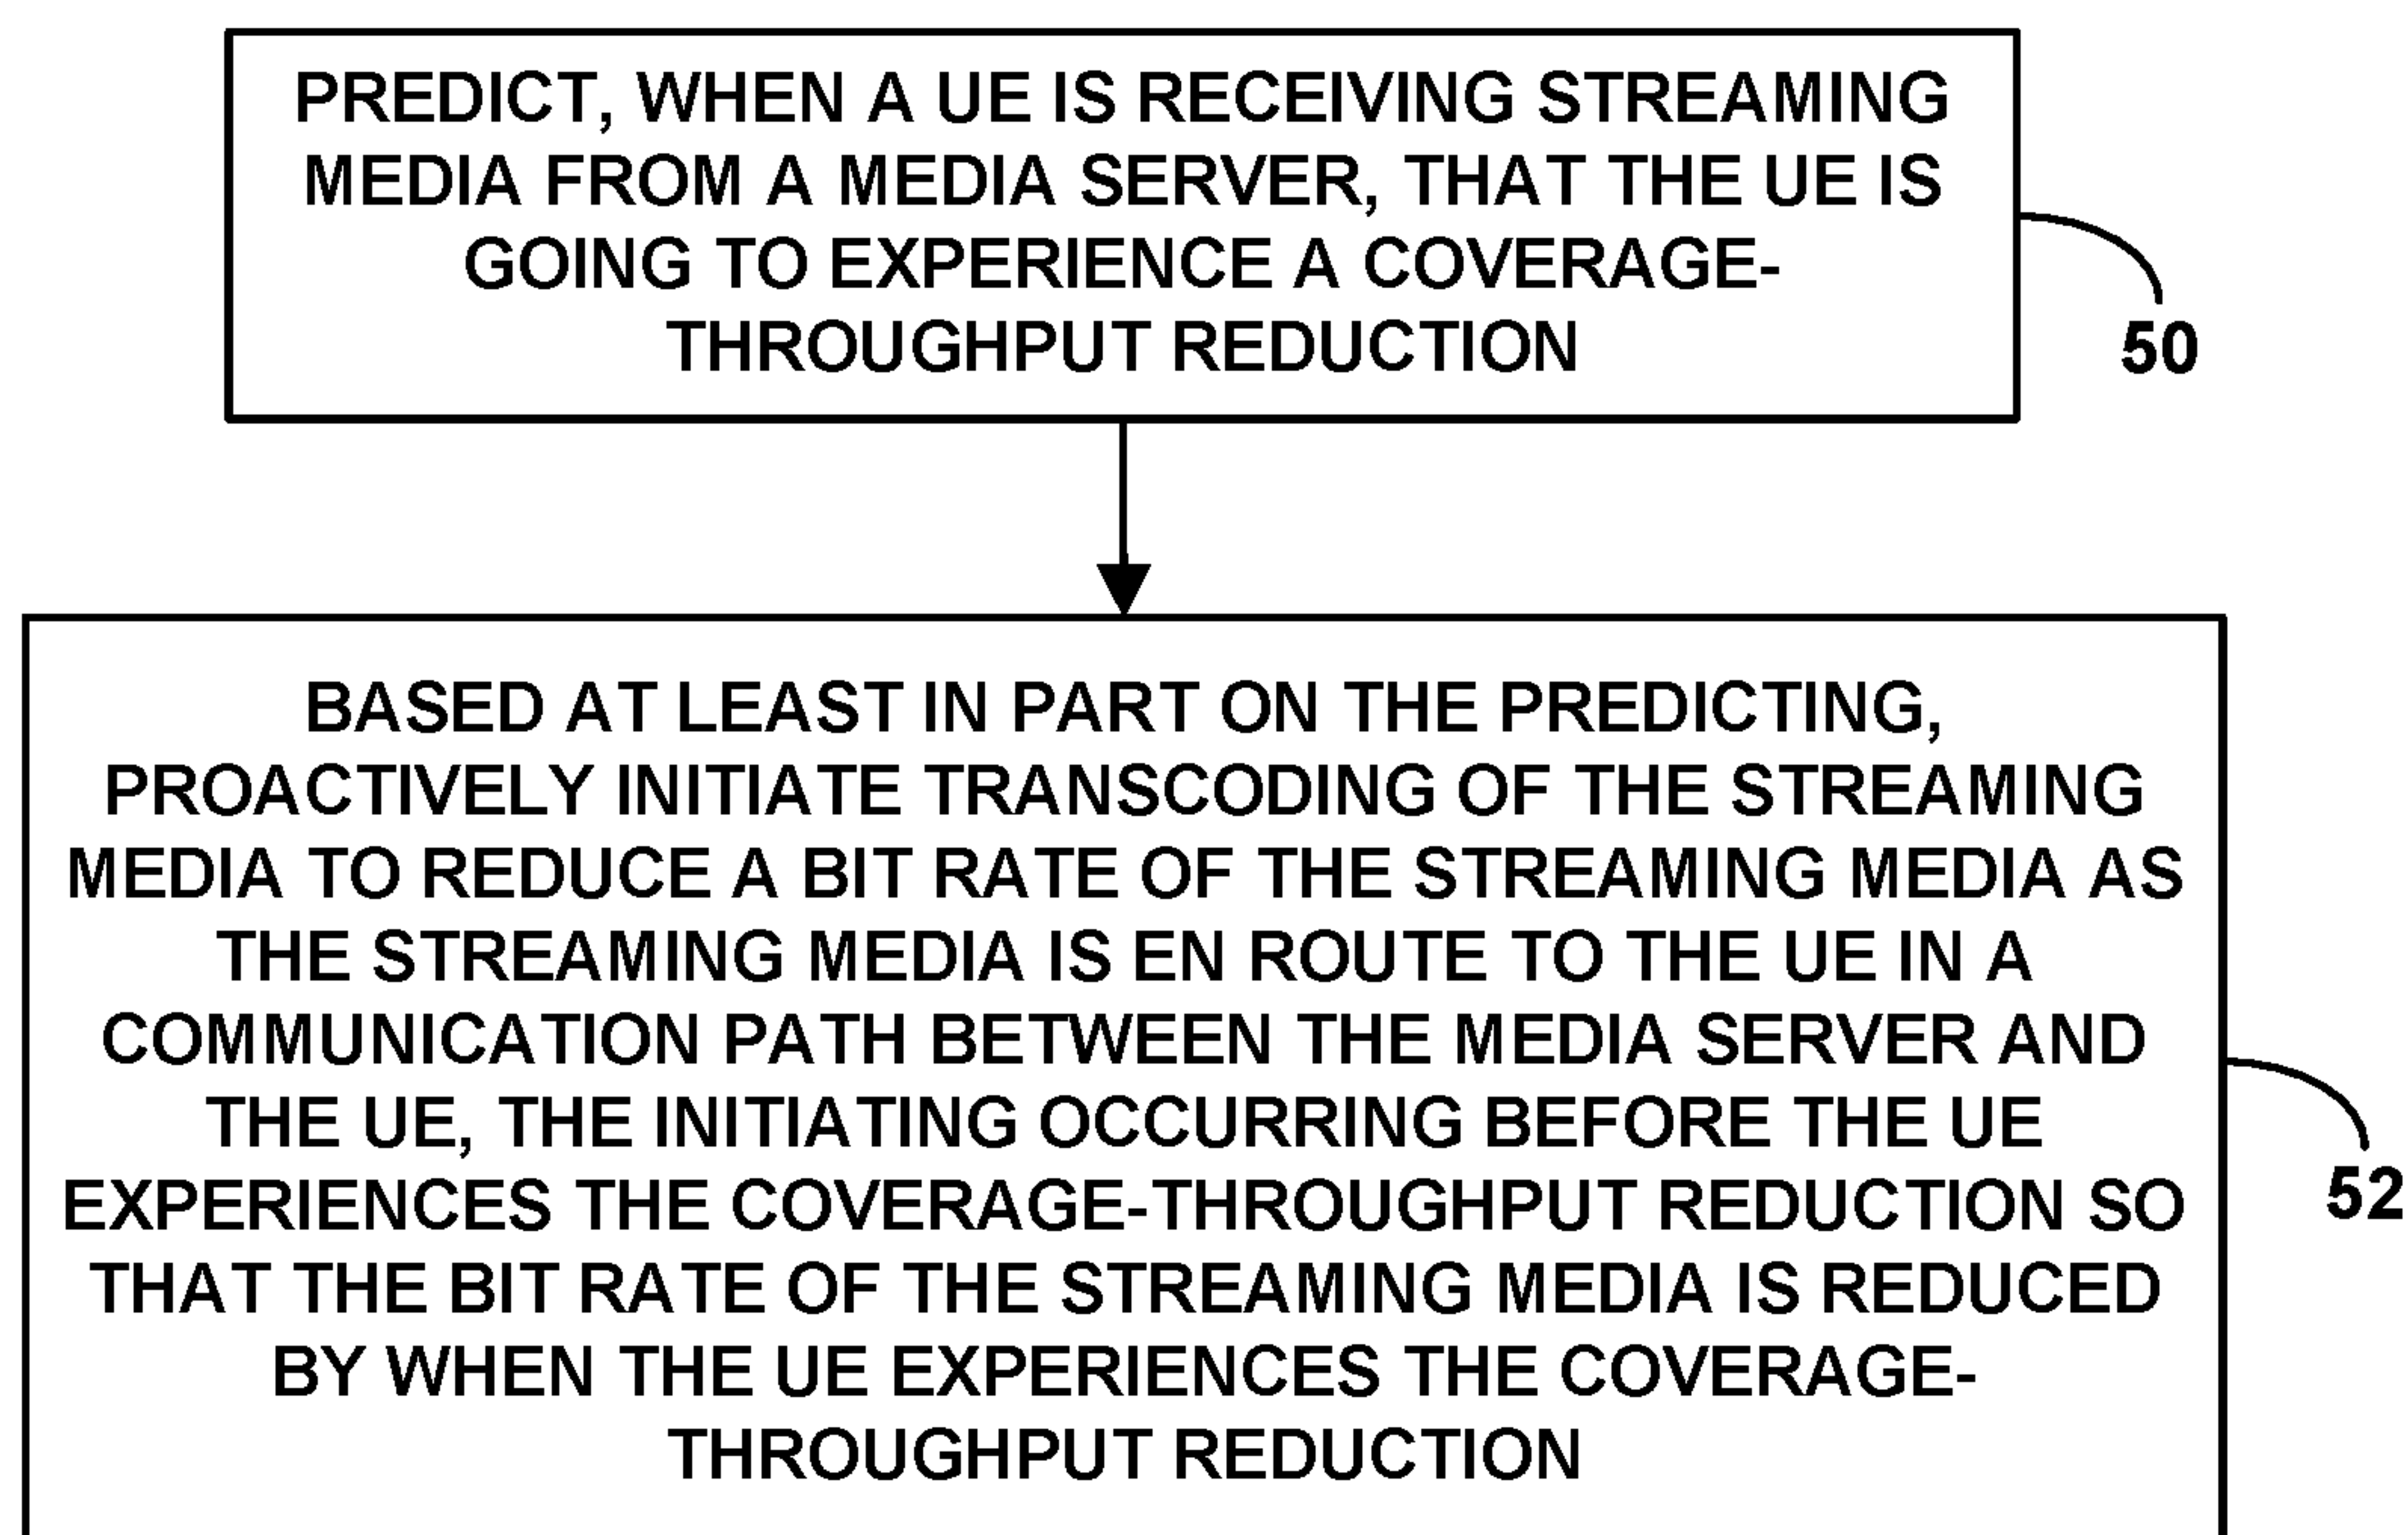 PREDICT, WHEN A UE IS RECEIVING STREAMING
MEDIA FROM A MEDIA SERVER, THAT THE UE IS
GOING TO EXPERIENCE A COVERAGE-
THROUGHPUT REDUCTION
50
BASED AT LEAST IN PART ON THE PREDICTING,
PROACTIVELY INITIATE TRANSCODING OF THE STREAMING
MEDIA TO REDUCE A BIT RATE OF THE STREAMING MEDIA AS
THE STREAMING MEDIA IS EN ROUTE TO THE UE IN A
COMMUNICATION PATH BETWEEN THE MEDIA SERVER AND
THE UE, THE INITIATING OCCURRING BEFORE THE UE
EXPERIENCES THE COVERAGE-THROUGHPUT REDUCTION SO
THAT THE BIT RATE OF THE STREAMING MEDIA IS REDUCED
BY WHEN THE UE EXPERIENCES THE COVERAGE-
THROUGHPUT REDUCTION
52